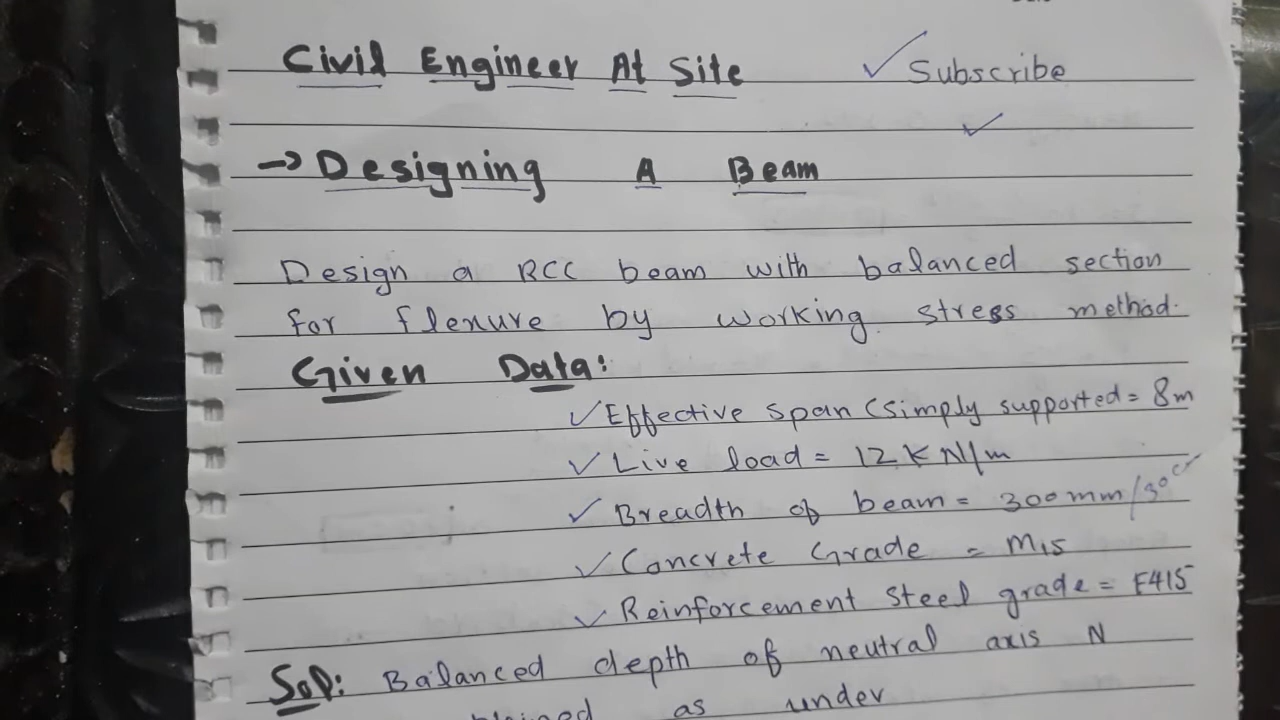 Civil Engineer At Site ✓ Subscribe
✓
→ Designing A Beam
Design a RCC beam with balanced section
for flexure by working stress method.
Given Data:
✓ Effective span (simply supported = 8m
✓ Live load = 12 KN/m
✓ Breadth of beam = 300mm/30
✓ Concrete Grade = M15
✓ Reinforcement Steel grade = F415
Sol: Balanced depth of neutral axis N
as under